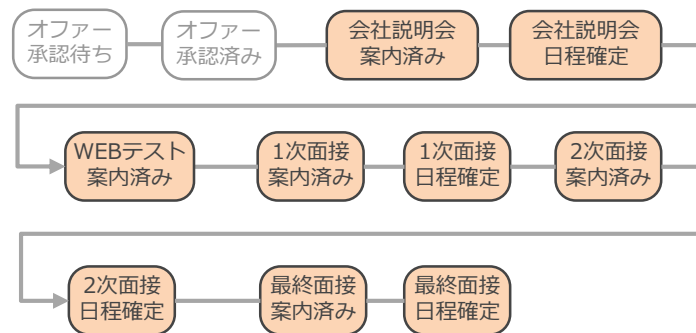 オファー
承認待ち
オファー
承認済み
会社説明会
案内済み
会社説明会
日程確定
WEBテスト
案内済み
1次面接
案内済み
1次面接
日程確定
2次面接
案内済み
2次面接
日程確定
最終面接
案内済み
最終面接
日程確定